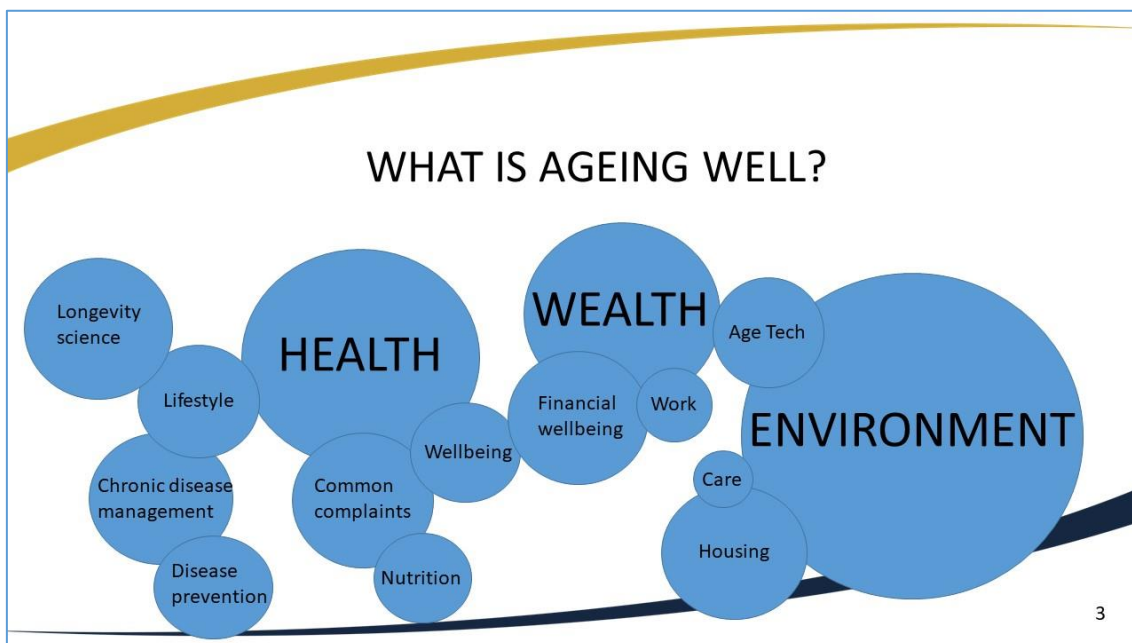 WHAT IS AGEING WELL?
Longevity
science
HEALTH
WEALTH
Age Tech
Lifestyle
Financial
wellbeing
Work
ENVIRONMENT
Wellbeing
Chronic disease
management
Common
complaints
Care
Housing
Disease
prevention
Nutrition
3